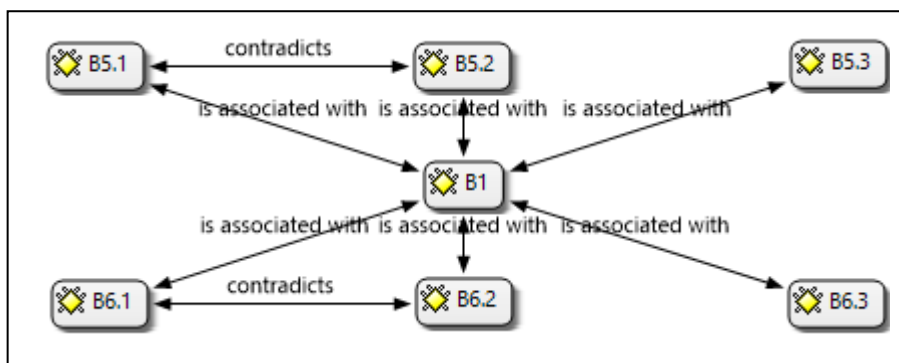 contradicts
B5.1
B5.2
B5.3
is associated with is associated with is associated with
B1
is associated with is associated with is associated with
contradicts
B6.1
B6.2
B6.3